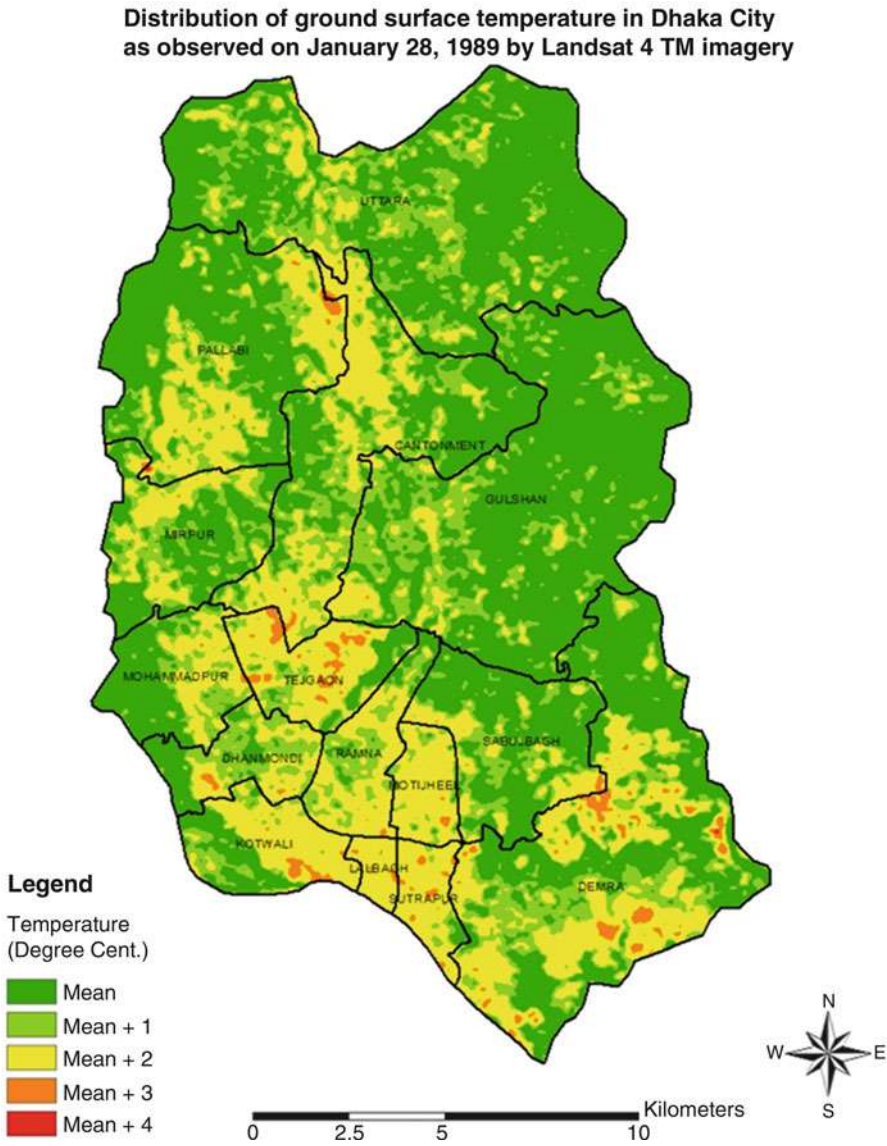 Distribution of ground surface temperature in Dhaka City
as observed on January 28, 1989 by Landsat 4 TM imagery
UTTARA
PALLABI
CANTONMENT
GULSHAN
MIRPUR
MOHAMMADPUR
TEJGAON
SABUJBAGH
RAMNA
DHANMONDI
MOTIJHEEL
KOTWALI
LALBAGH
DEMRA
SUTRAPUR
Legend
Temperature
(Degree Cent.)
Mean
Mean + 1
Mean + 2
Mean + 3
Mean + 4
N
W E
S
Kilometers
0 2.5 5 10